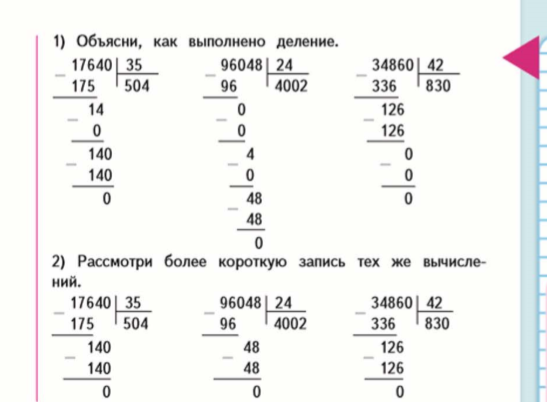 1) Объясни, как выполнено деление.
17640 35 96048 24 34860 42
175 504 96 4002 336 830
14 0 126
0 0 126
140 4 0
140 0 0
0 48 0
48
0
2) Рассмотри более короткую запись тех же вычисле-
ний.
17640 35 96048 24 34860 42
175 504 96 4002 336 830
140 48 126
140 48 126
0 0 0